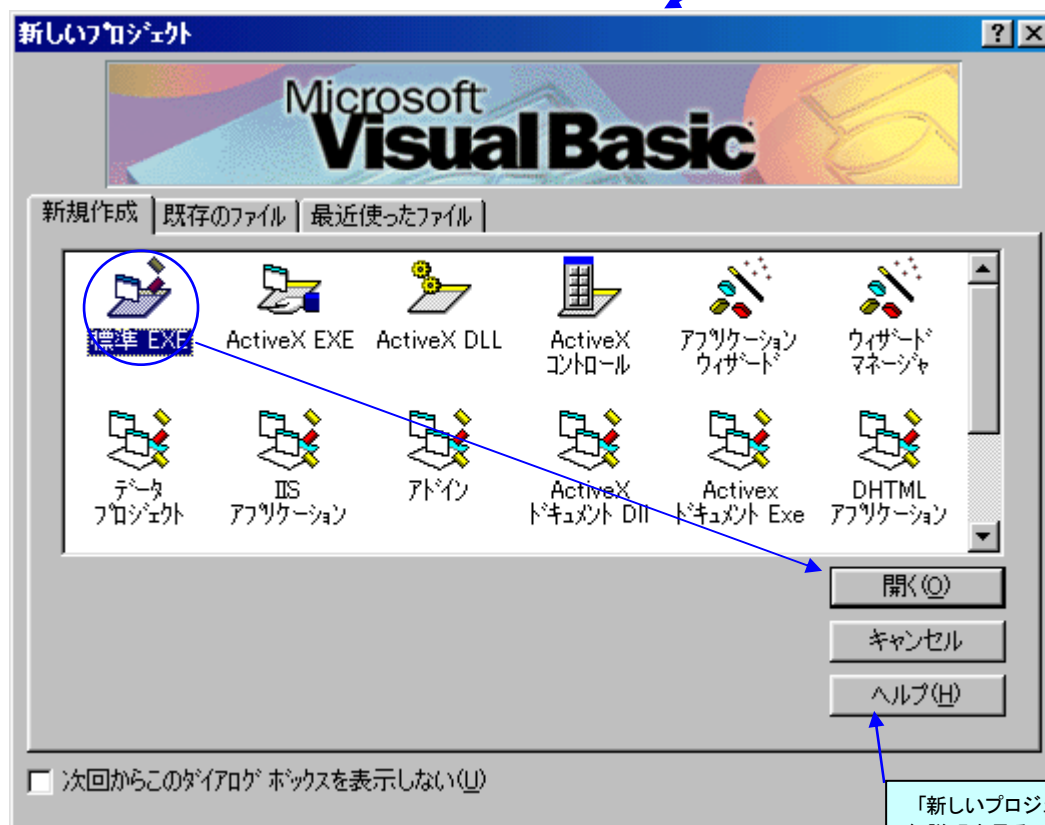 新しいプロジェクト
Microsoft
Visual Basic
新規作成
既存のファイル
最近使ったファイル
標準 EXE
ActiveX EXE
ActiveX DLL
ActiveX
コントロール
アプリケーション
ウィザード
ウィザード
マネージャ
データ
プロジェクト
IIS
アプリケーション
アドイン
ActiveX
ドキュメント Dll
Activex
ドキュメント Exe
DHTML
アプリケーション
開く(O)
キャンセル
ヘルプ(H)
次回からこのダイアログ ボックスを表示しない(U)
「新しいプロジ